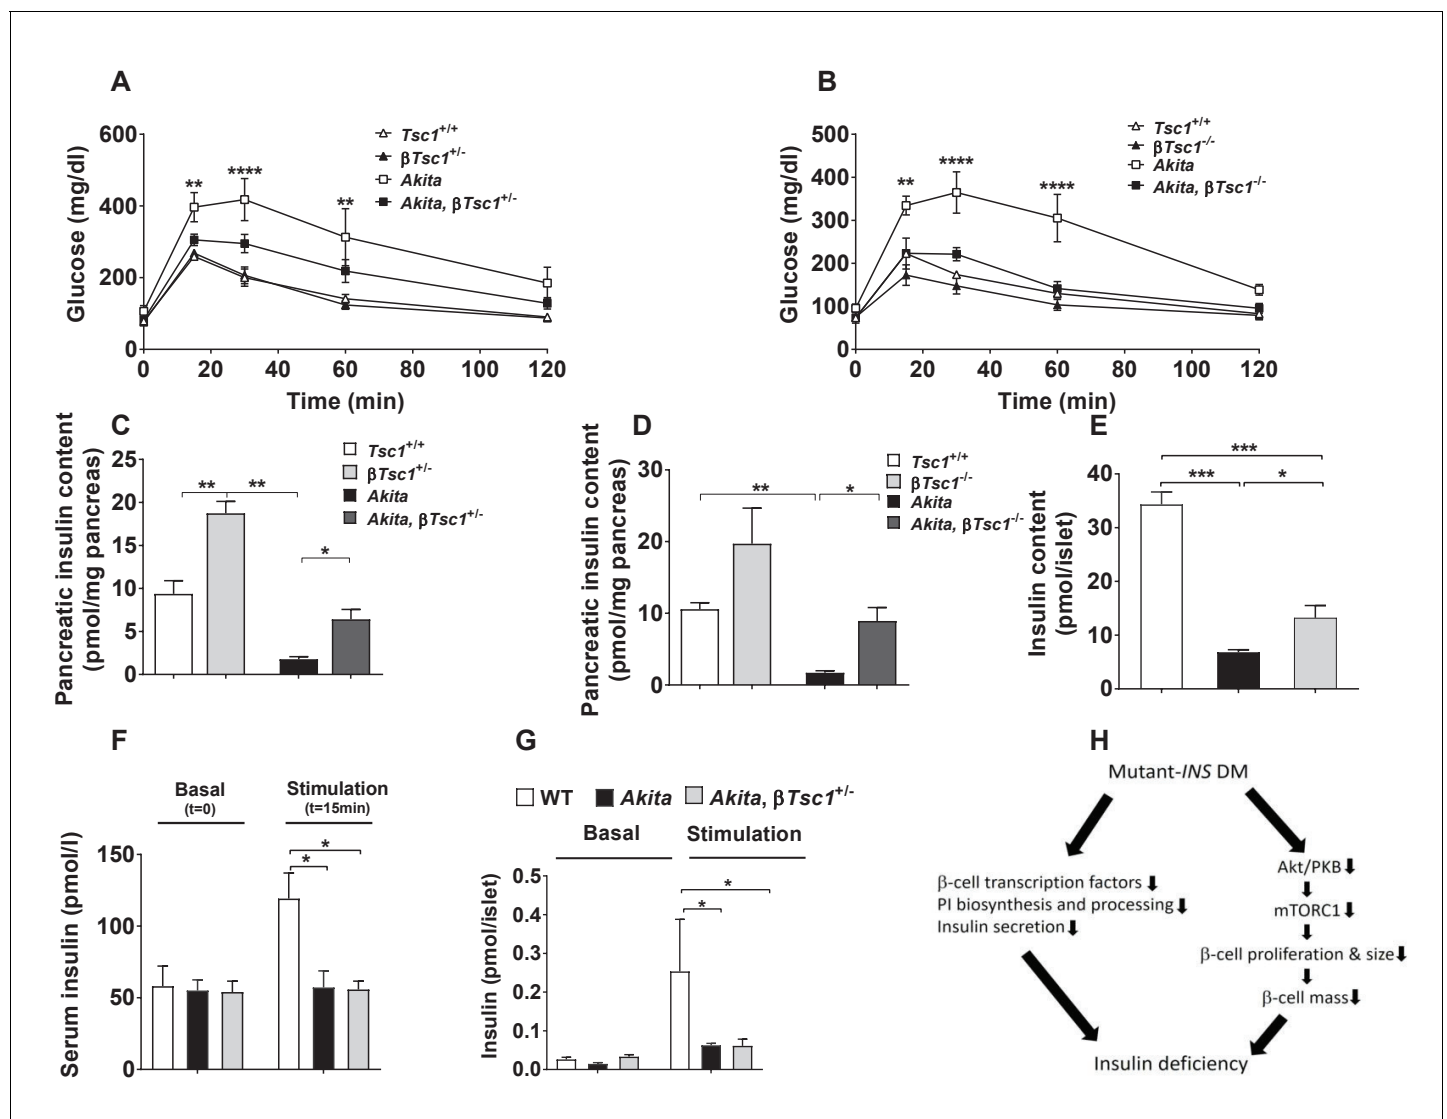 A
600
400
200
0
Glucose (mg/dl)
** **** **
0 20 40 60 80 100 120
Time (min)
Tsc1+/+
βTsc1+/-
Akita
Akita, βTsc1+/-
B
500
400
300
200
100
0
Glucose (mg/dl)
** **** ****
0 20 40 60 80 100 120
Time (min)
Tsc1+/+
βTsc1-/-
Akita
Akita, βTsc1-/-
C
Pancreatic insulin content
(pmol/mg pancreas)
25
20
15
10
5
0
** **
*
Tsc1+/+
βTsc1+/-
Akita
Akita, βTsc1+/-
D
Pancreatic insulin content
(pmol/mg pancreas)
30
20
10
0
** *
Tsc1+/+
βTsc1-/-
Akita
Akita, βTsc1-/-
E
Insulin content
(pmol/islet)
40
30
20
10
0
***
*** *
F
Basal
(t=0)
Stimulation
(t=15min)
Serum insulin (pmol/l)
150
100
50
0
*
*
G
WT Akita Akita, βTsc1+/-
Basal Stimulation
Insulin (pmol/islet)
0.5
0.4
0.3
0.2
0.1
0.0
*
*
H
Mutant-INS DM
β-cell transcription factors
PI biosynthesis and processing
Insulin secretion
Akt/PKB
mTORC1
β-cell proliferation & size
β-cell mass
Insulin deficiency